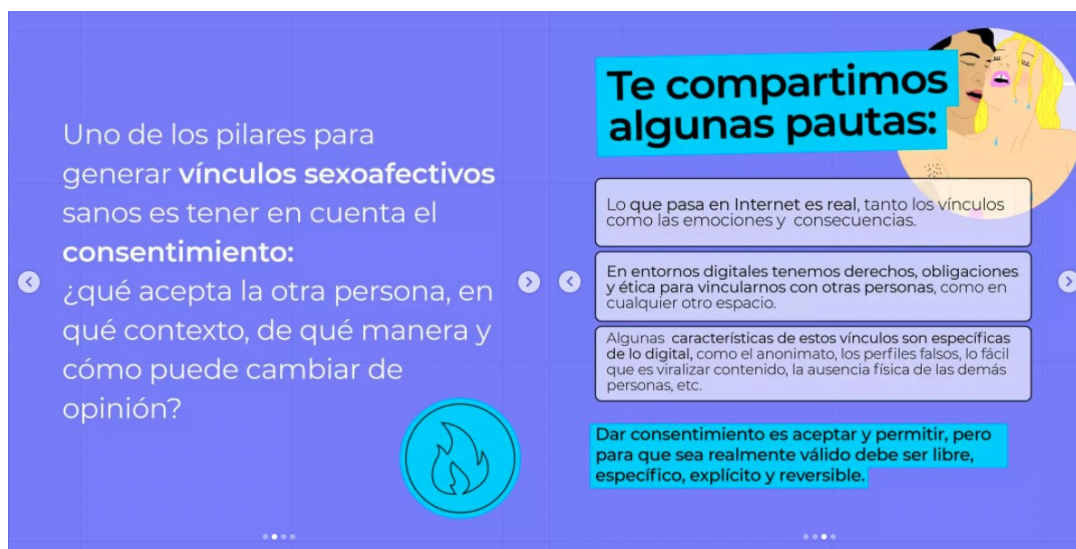 Uno de los pilares para
generar vínculos sexoafectivos
sanos es tener en cuenta el
consentimiento:
¿qué acepta la otra persona, en
qué contexto, de qué manera y
cómo puede cambiar de
opinión?
Te compartimos
algunas pautas:
Lo que pasa en Internet es real, tanto los vínculos
como las emociones y consecuencias.
En entornos digitales tenemos derechos, obligaciones
y ética para vincularnos con otras personas, como en
cualquier otro espacio.
Algunas características de estos vínculos son específicas
de lo digital, como el anonimato, los perfiles falsos, lo fácil
que es viralizar contenido, la ausencia física de las demás
personas, etc.
Dar consentimiento es aceptar y permitir, pero
para que sea realmente válido debe ser libre,
específico, explícito y reversible.